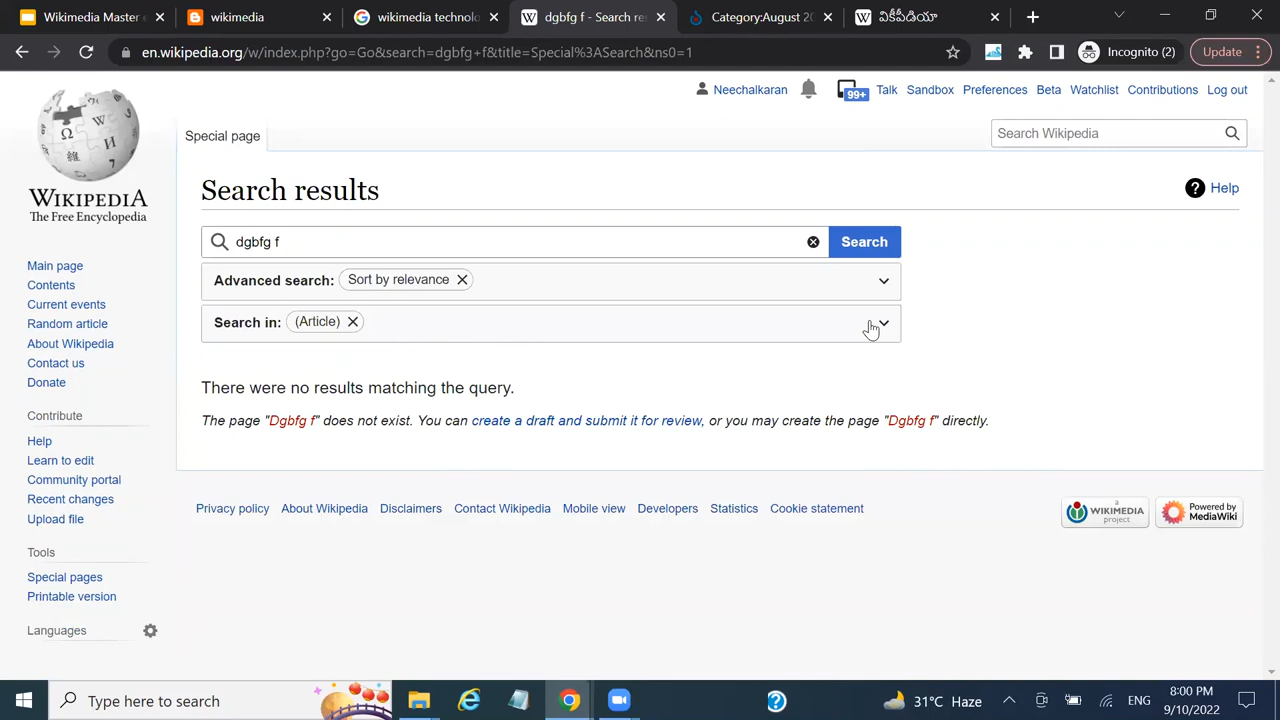 Wikimedia Master
wikimedia
wikimedia technolo
dgbfg f - Search res
Category:August 20
వికీపీడియా
en.wikipedia.org/w/index.php?go=Go&search=dgbfg+f&title=Special%3ASearch&ns0=1
Incognito (2)
Update
Neechalkaran
99+
Talk
Sandbox
Preferences
Beta
Watchlist
Contributions
Log out
Special page
Search Wikipedia
WIKIPEDIA
The Free Encyclopedia
Search results
Help
dgbfg f
Search
Advanced search: Sort by relevance
Search in: (Article)
There were no results matching the query.
The page "Dgbfg f" does not exist. You can create a draft and submit it for review, or you may create the page "Dgbfg f" directly.
Main page
Contents
Current events
Random article
About Wikipedia
Contact us
Donate
Contribute
Help
Learn to edit
Community portal
Recent changes
Upload file
Tools
Special pages
Printable version
Languages
Privacy policy
About Wikipedia
Disclaimers
Contact Wikipedia
Mobile view
Developers
Statistics
Cookie statement
a
WIKIMEDIA
project
Powered by
MediaWiki
Type here to search
31°C Haze
ENG
8:00 PM
9/10/2022